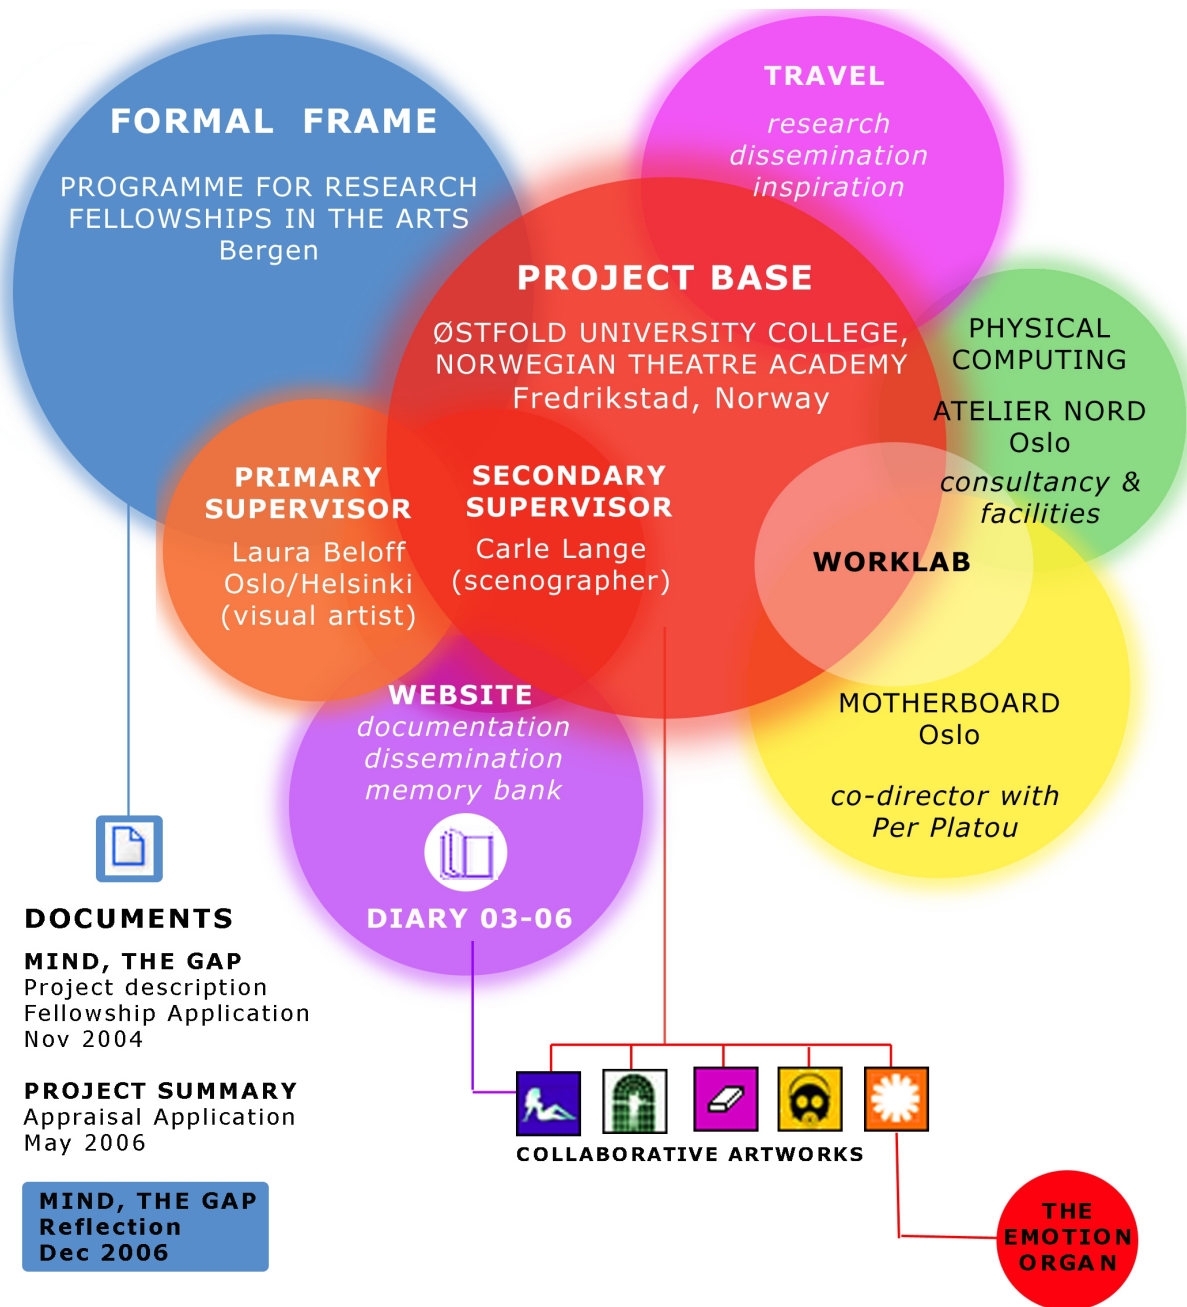 FORMAL FRAME
PROGRAMME FOR RESEARCH
FELLOWSHIPS IN THE ARTS
Bergen
TRAVEL
research
dissemination
inspiration
PROJECT BASE
ØSTFOLD UNIVERSITY COLLEGE,
NORWEGIAN THEATRE ACADEMY
Fredrikstad, Norway
PHYSICAL
COMPUTING
ATELIER NORD
Oslo
consultancy &
facilities
PRIMARY
SUPERVISOR
Laura Beloff
Oslo/Helsinki
(visual artist)
SECONDARY
SUPERVISOR
Carle Lange
(scenographer)
WORKLAB
MOTHERBOARD
Oslo
co-director with
Per Platou
WEBSITE
documentation
dissemination
memory bank
DIARY 03-06
DOCUMENTS
MIND, THE GAP
Project description
Fellowship Application
Nov 2004
PROJECT SUMMARY
Appraisal Application
May 2006
MIND, THE GAP
Reflection
Dec 2006
COLLABORATIVE ARTWORKS
THE
EMOTION
ORGAN